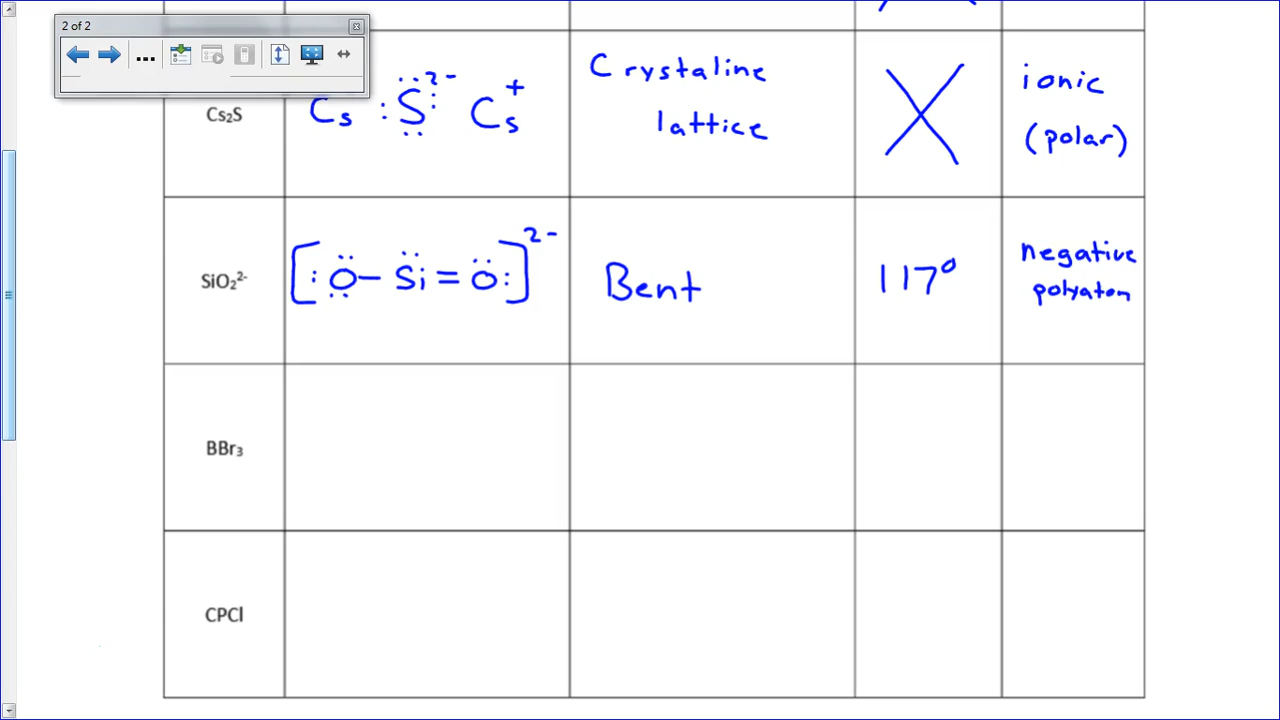 2 of 2
Cs₂S
Cs :S: 2- Cs +
Crystaline
lattice
ionic
(polar)
SiO₂²⁻
[:O–Si=O:] 2-
Bent
117°
negative
polyatom
BBr₃
CPCl